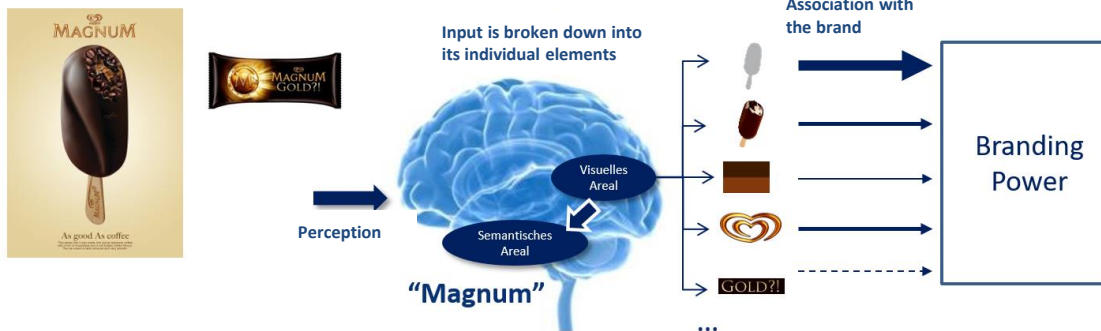 MAGNUM
MAGNUM
As good As coffee
MAGNUM
GOLD?!
Perception
Input is broken down into
its individual elements
Visuelles
Areal
Semantisches
Areal
“Magnum”
GOLD?!
...
Association with
the brand
Branding
Power